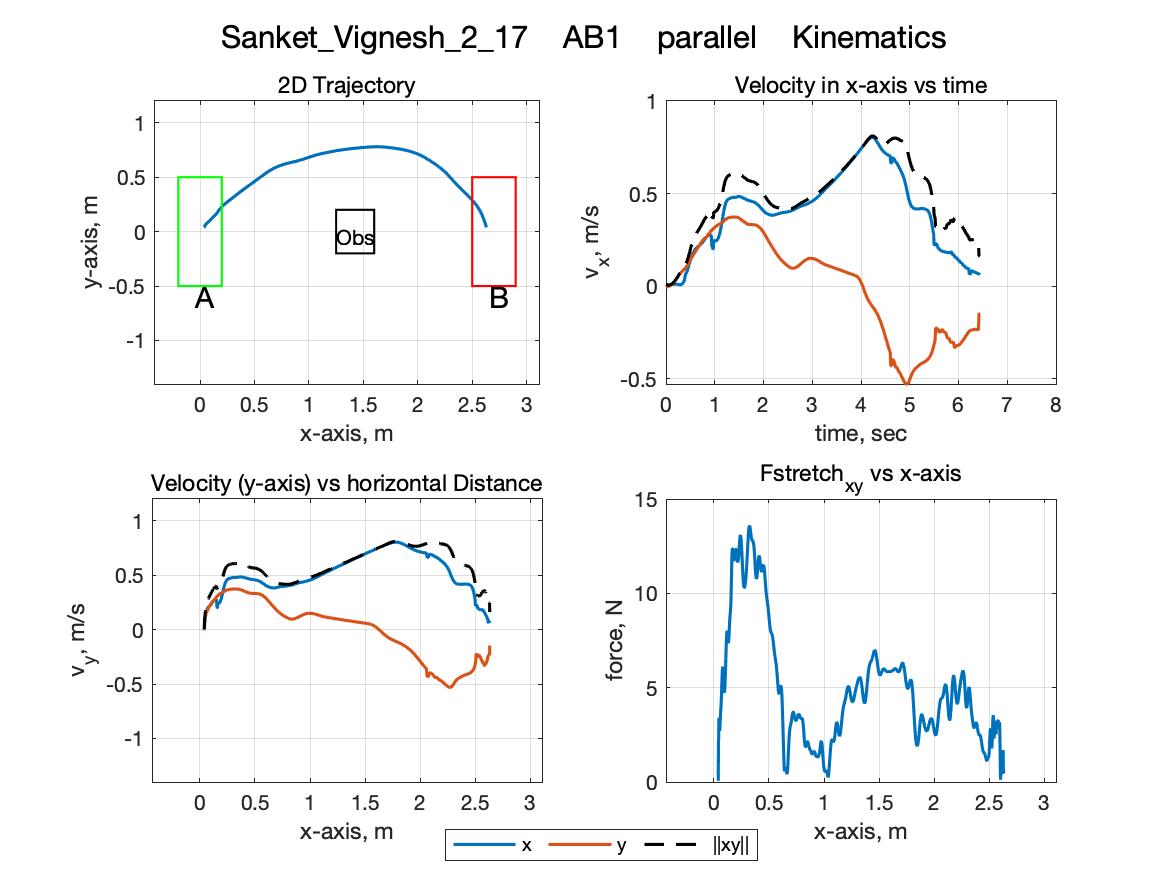 Sanket_Vignesh_2_17 AB1 parallel Kinematics
2D Trajectory
1
0.5
0
-0.5
-1
y-axis, m
Obs
A
B
0 0.5 1 1.5 2 2.5 3
x-axis, m
Velocity in x-axis vs time
1
0.5
0
-0.5
v_x, m/s
0 1 2 3 4 5 6 7 8
time, sec
Velocity (y-axis) vs horizontal Distance
1
0.5
0
-0.5
-1
v_y, m/s
0 0.5 1 1.5 2 2.5 3
x-axis, m
Fstretch_xy vs x-axis
15
10
5
0
force, N
0 0.5 1 1.5 2 2.5 3
x-axis, m
x y ||xy||